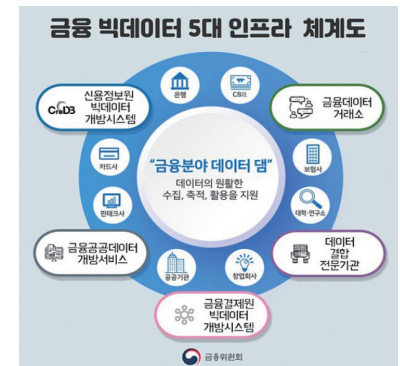 금융 빅데이터 5대 인프라 체계도
은행
CB社
신용정보원
빅데이터
개방시스템
CreDB
금융데이터
거래소
카드사
보험사
"금융분야 데이터 댐"
데이터의 원활한
수집, 축적, 활용을 지원
핀테크사
대학·연구소
금융공공데이터
개방서비스
데이터
결합
전문기관
공공기관
창업회사
금융결제원
빅데이터
개방시스템
금융위원회